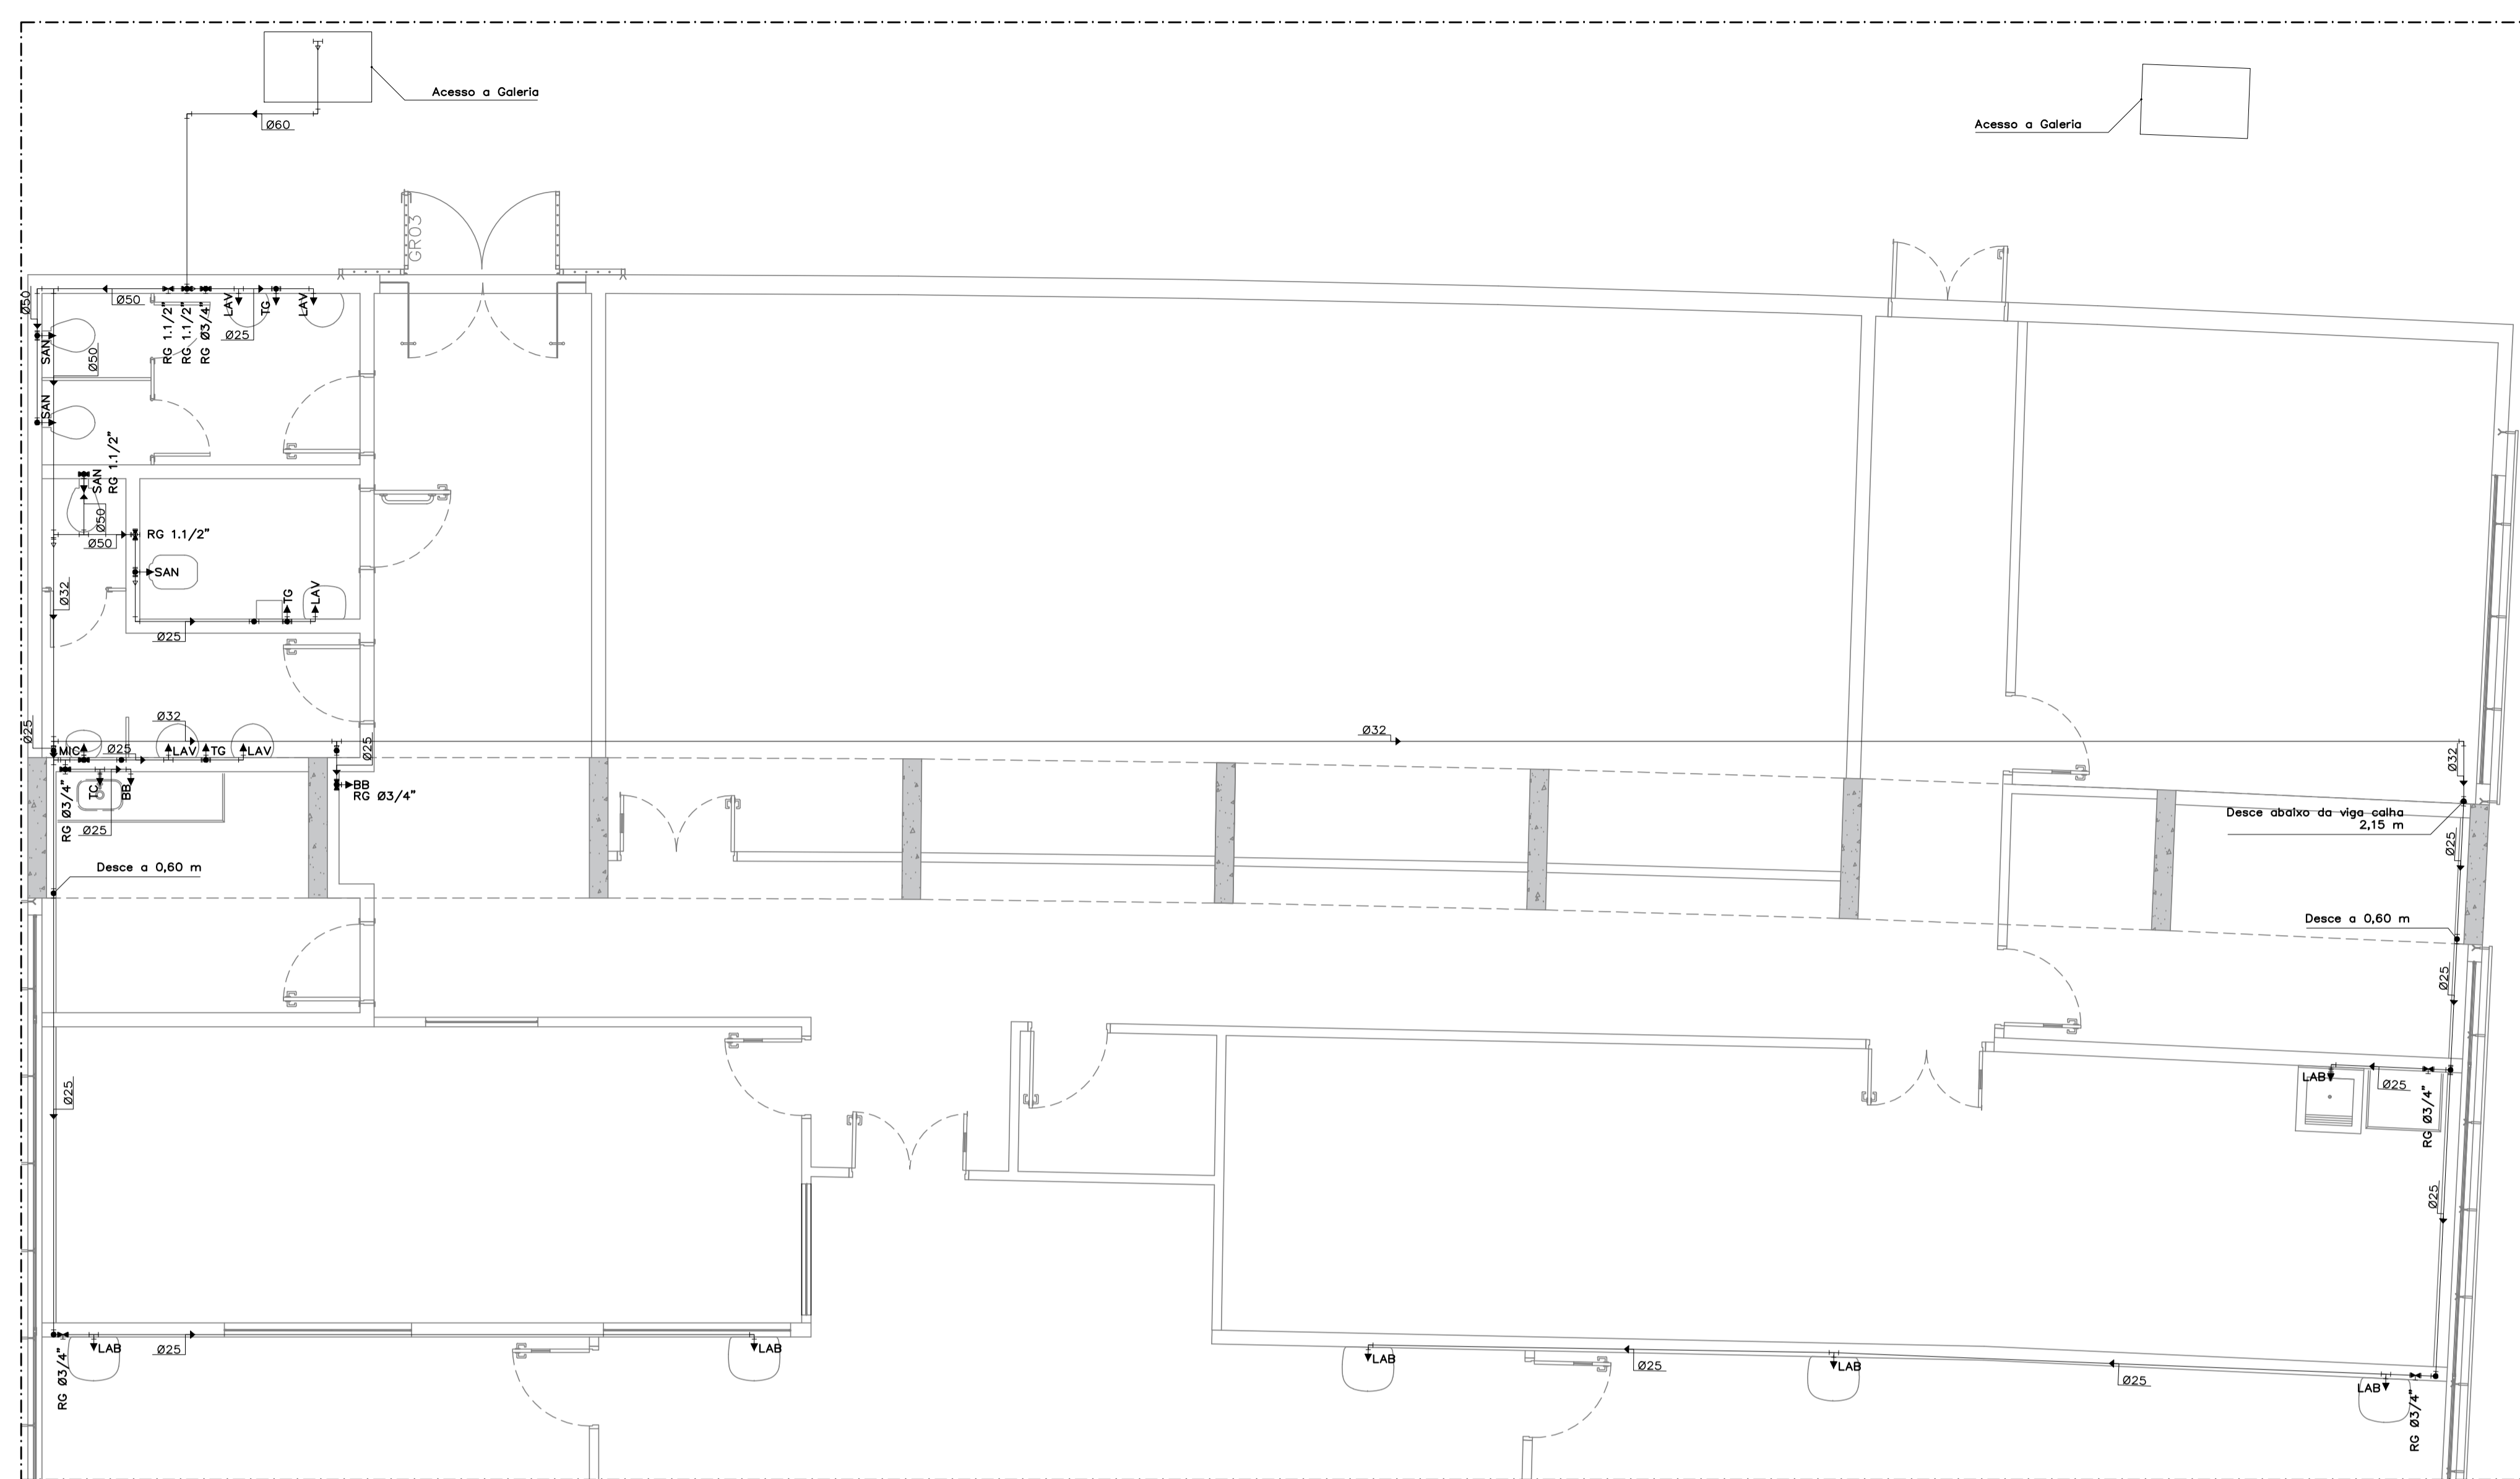 Acesso a Galeria
Ø60
Acesso a Galeria
GR03
Ø50
Ø50
RG 1.1/2"
RG 1.1/2"
RG Ø3/4"
LAV
TG
LAV
Ø25
SAN
Ø50
SAN
SAN
RG 1.1/2"
Ø50
Ø50
RG 1.1/2"
SAN
Ø32
TG
LAV
Ø25
Ø25
Ø32
Ø32
MIC
Ø25
LAV
TG
LAV
Ø25
Ø32
RG Ø3/4"
TC
BB
Ø25
BB
RG Ø3/4"
Desce abaixo da viga calha
2,15 m
Ø25
Desce a 0,60 m
Desce a 0,60 m
Ø25
Ø25
LAB
Ø25
RG Ø3/4"
Ø25
RG Ø3/4"
LAB
Ø25
LAB
LAB
Ø25
LAB
Ø25
LAB
RG Ø3/4"